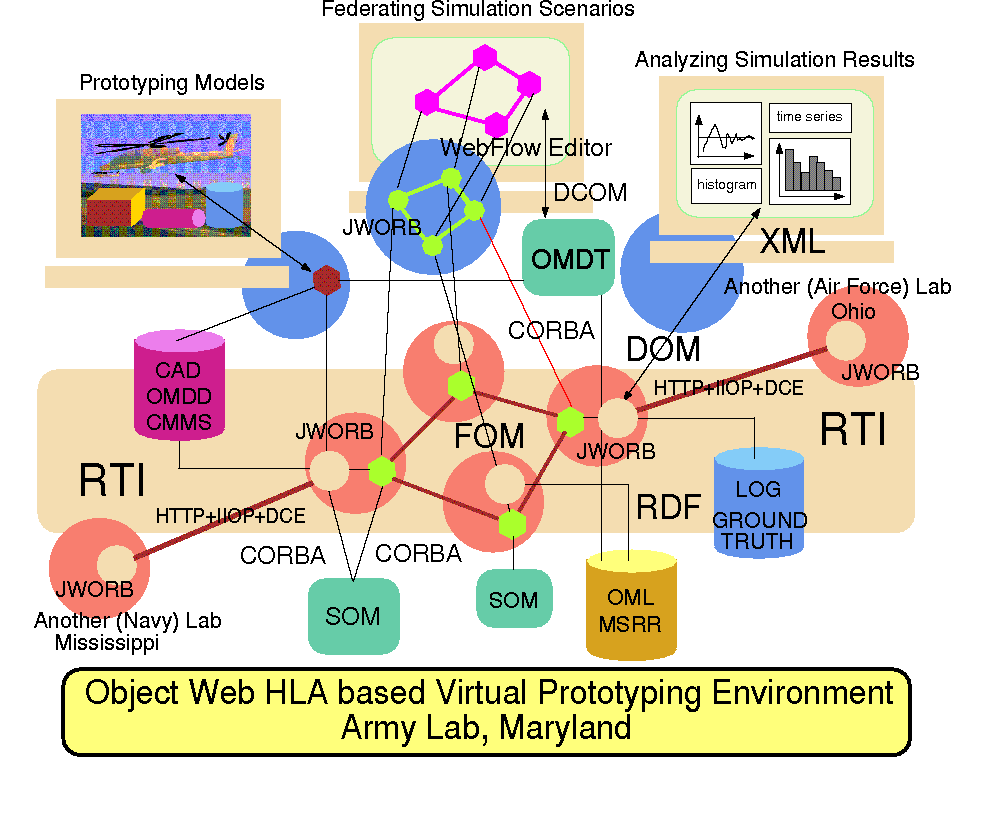 Federating Simulation Scenarios
Analyzing Simulation Results
Prototyping Models
time series
histogram
WebFlow Editor
DCOM
JWORB
OMDT
XML
Another (Air Force) Lab
Ohio
JWORB
CORBA
DOM
HTTP+IIOP+DCE
CAD
OMDD
CMMS
JWORB
FOM
JWORB
RTI
RTI
LOG
GROUND
TRUTH
RDF
HTTP+IIOP+DCE
CORBA
CORBA
JWORB
Another (Navy) Lab
Mississippi
SOM
SOM
OML
MSRR
Object Web HLA based Virtual Prototyping Environment
Army Lab, Maryland